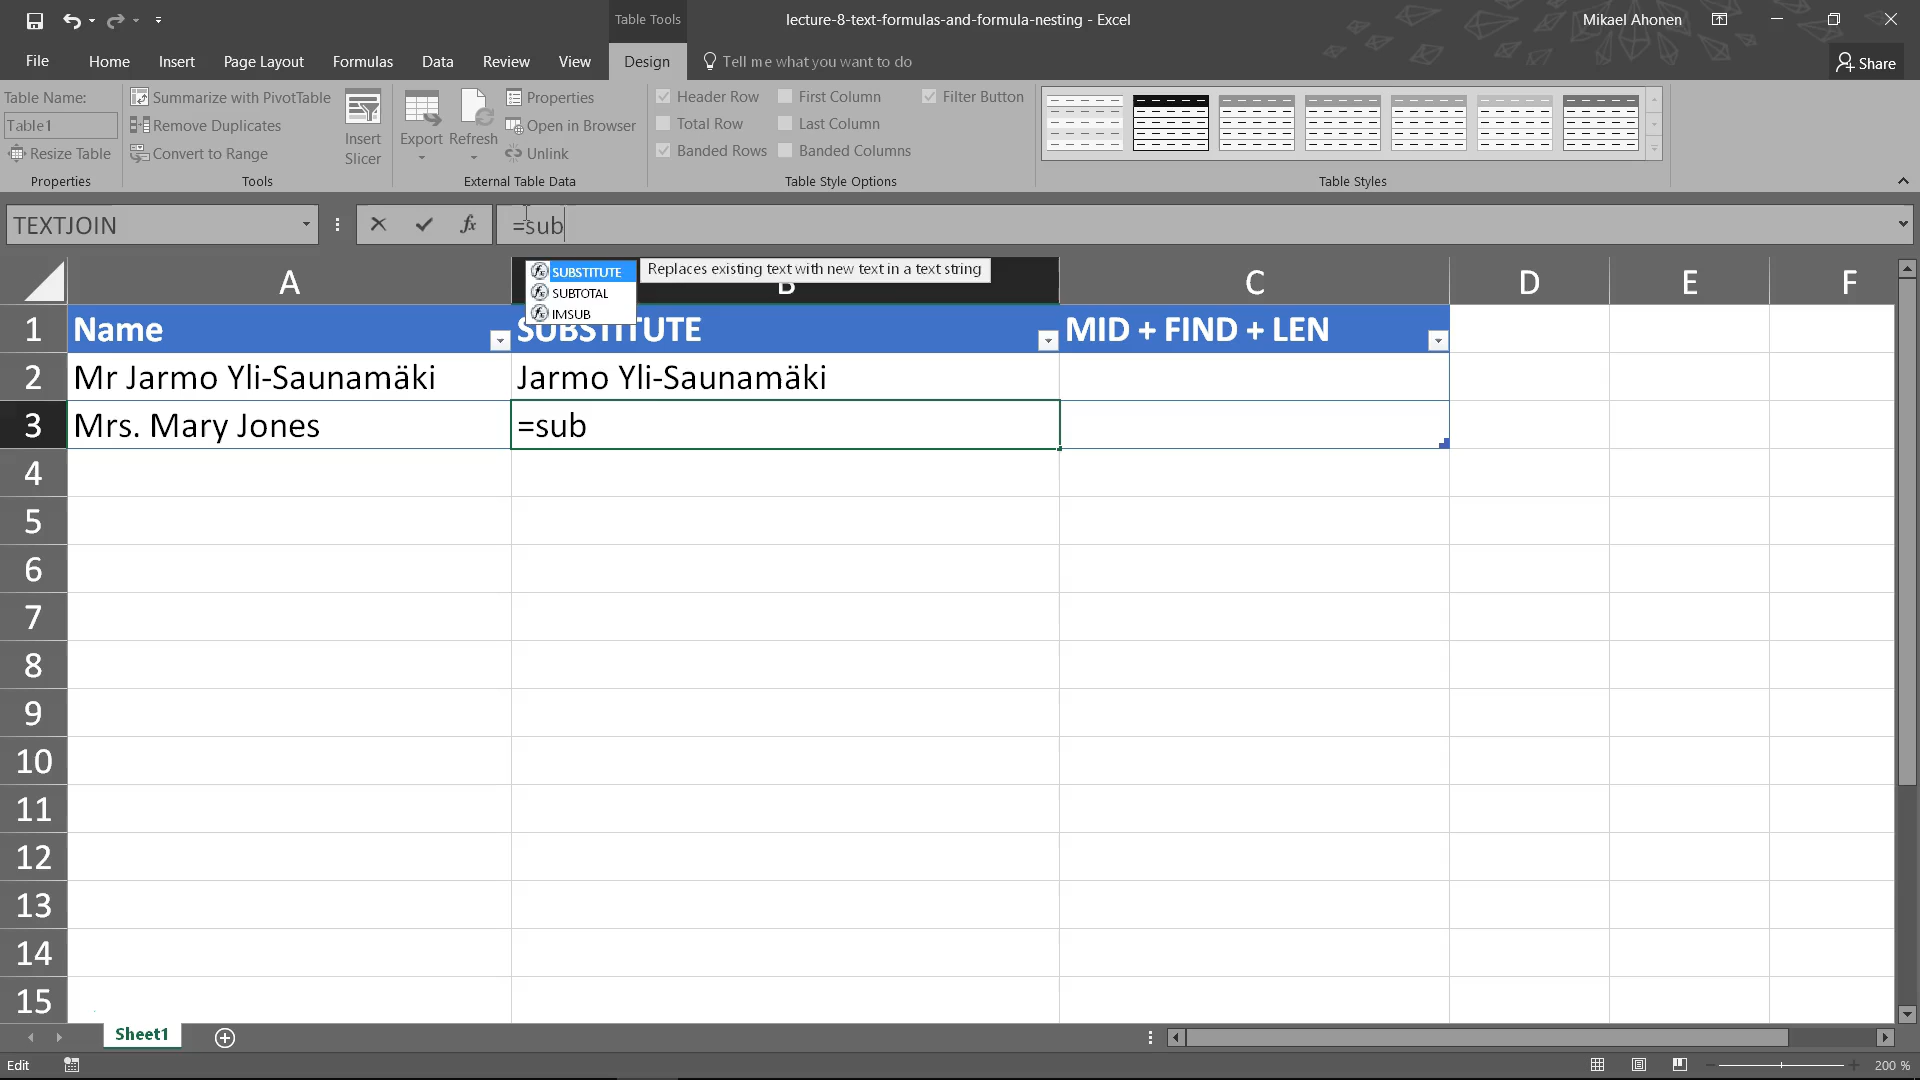 Table Tools
lecture-8-text-formulas-and-formula-nesting - Excel
Mikael Ahonen
File Home Insert Page Layout Formulas Data Review View Design Tell me what you want to do Share
Table Name:
Table1
Resize Table
Properties
Summarize with PivotTable
Remove Duplicates
Convert to Range
Tools
Insert
Slicer
Export
Refresh
Properties
Open in Browser
Unlink
External Table Data
Header Row First Column Filter Button
Total Row Last Column
Banded Rows Banded Columns
Table Style Options
Table Styles
TEXTJOIN fx =sub
SUBSTITUTE Replaces existing text with new text in a text string
SUBTOTAL
IMSUB
A B C D E F
1 Name SUBSTITUTE MID + FIND + LEN
2 Mr Jarmo Yli-Saunamäki Jarmo Yli-Saunamäki
3 Mrs. Mary Jones =sub
4
5
6
7
8
9
10
11
12
13
14
15
Sheet1
Edit 200 %